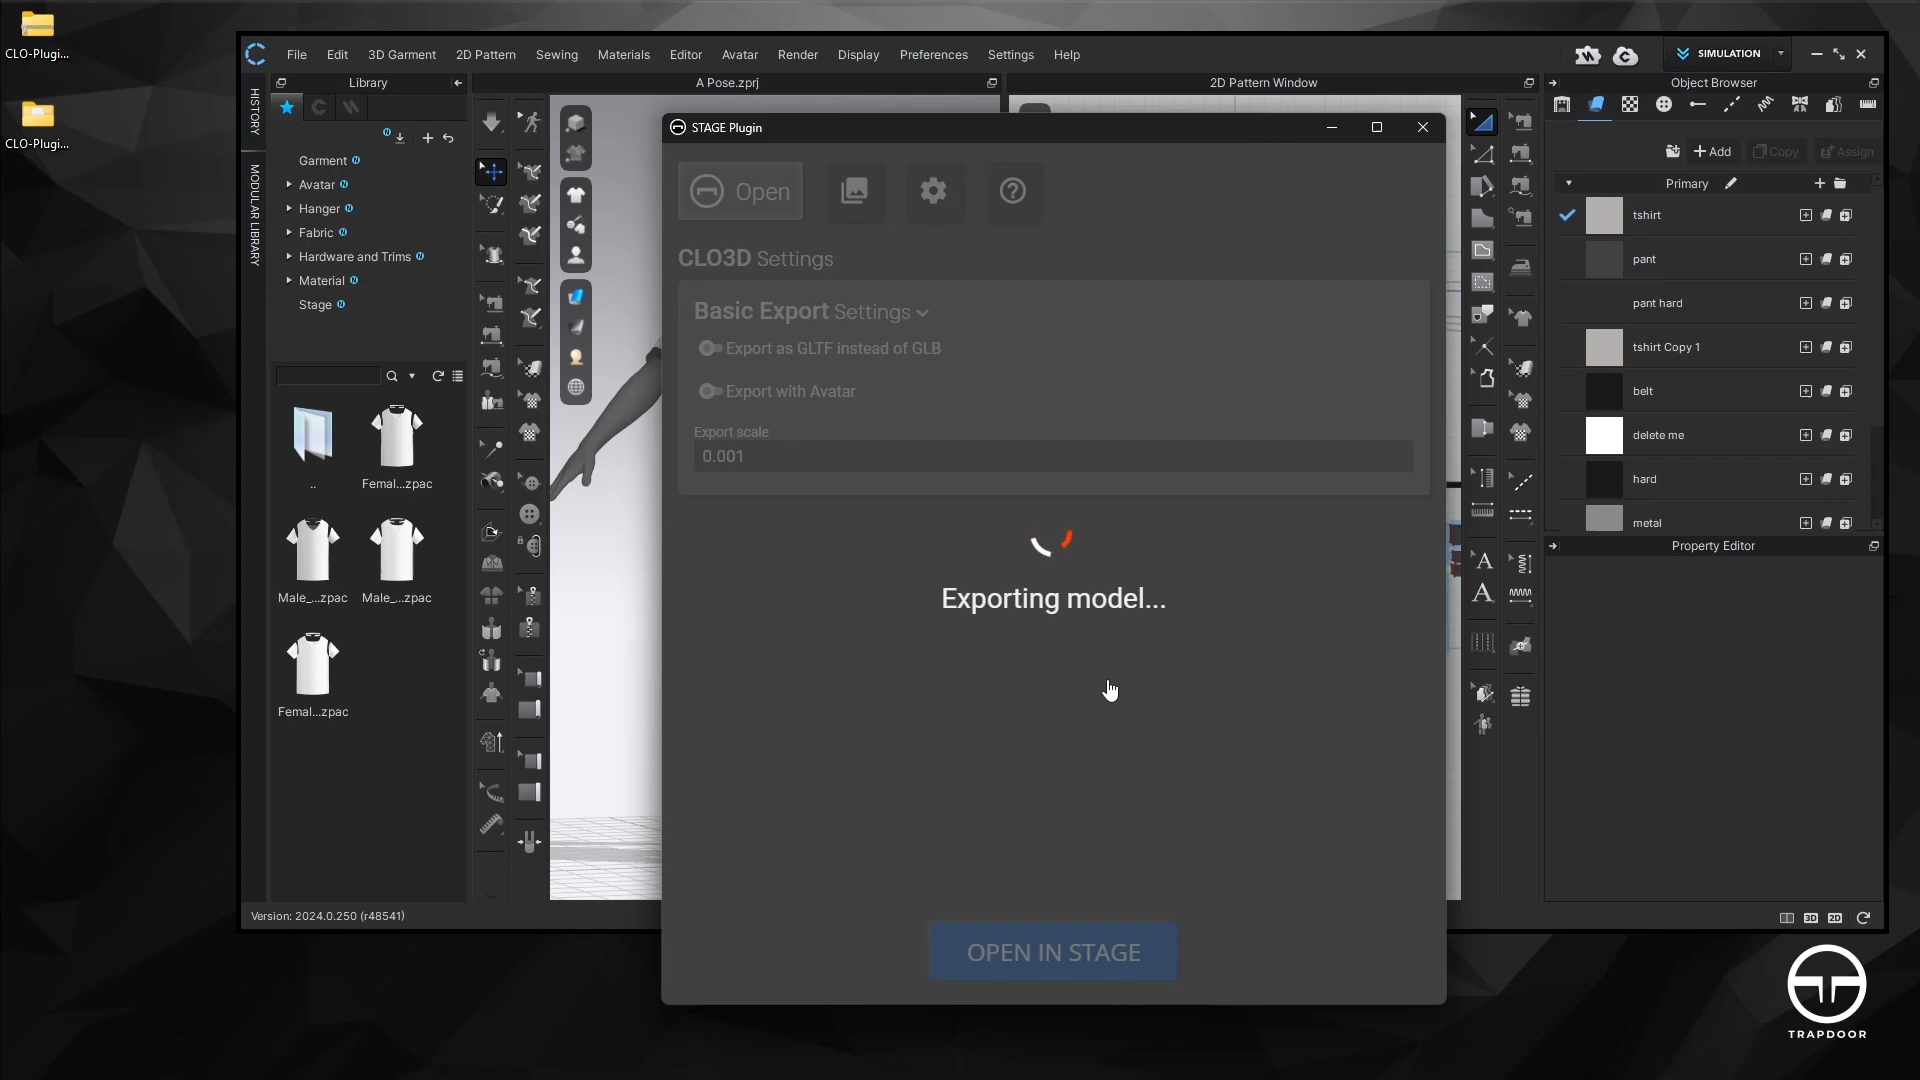 CLO-Plugi...
CLO-Plugi...
File Edit 3D Garment 2D Pattern Sewing Materials Editor Avatar Render Display Preferences Settings Help
SIMULATION
Library
A Pose.zprj
2D Pattern Window
Object Browser
HISTORY
MODULAR LIBRARY
Garment
Avatar
Hanger
Fabric
Hardware and Trims
Material
Stage
..
Femal...zpac
Male_...zpac
Male_...zpac
Femal...zpac
STAGE Plugin
Open
CLO3D Settings
Basic Export Settings
Export as GLTF instead of GLB
Export with Avatar
Export scale
0.001
Exporting model...
OPEN IN STAGE
+ Add
Copy
Assign
Primary
tshirt
pant
pant hard
tshirt Copy 1
belt
delete me
hard
metal
Property Editor
Version: 2024.0.250 (r48541)
3D
2D
TRAPDOOR